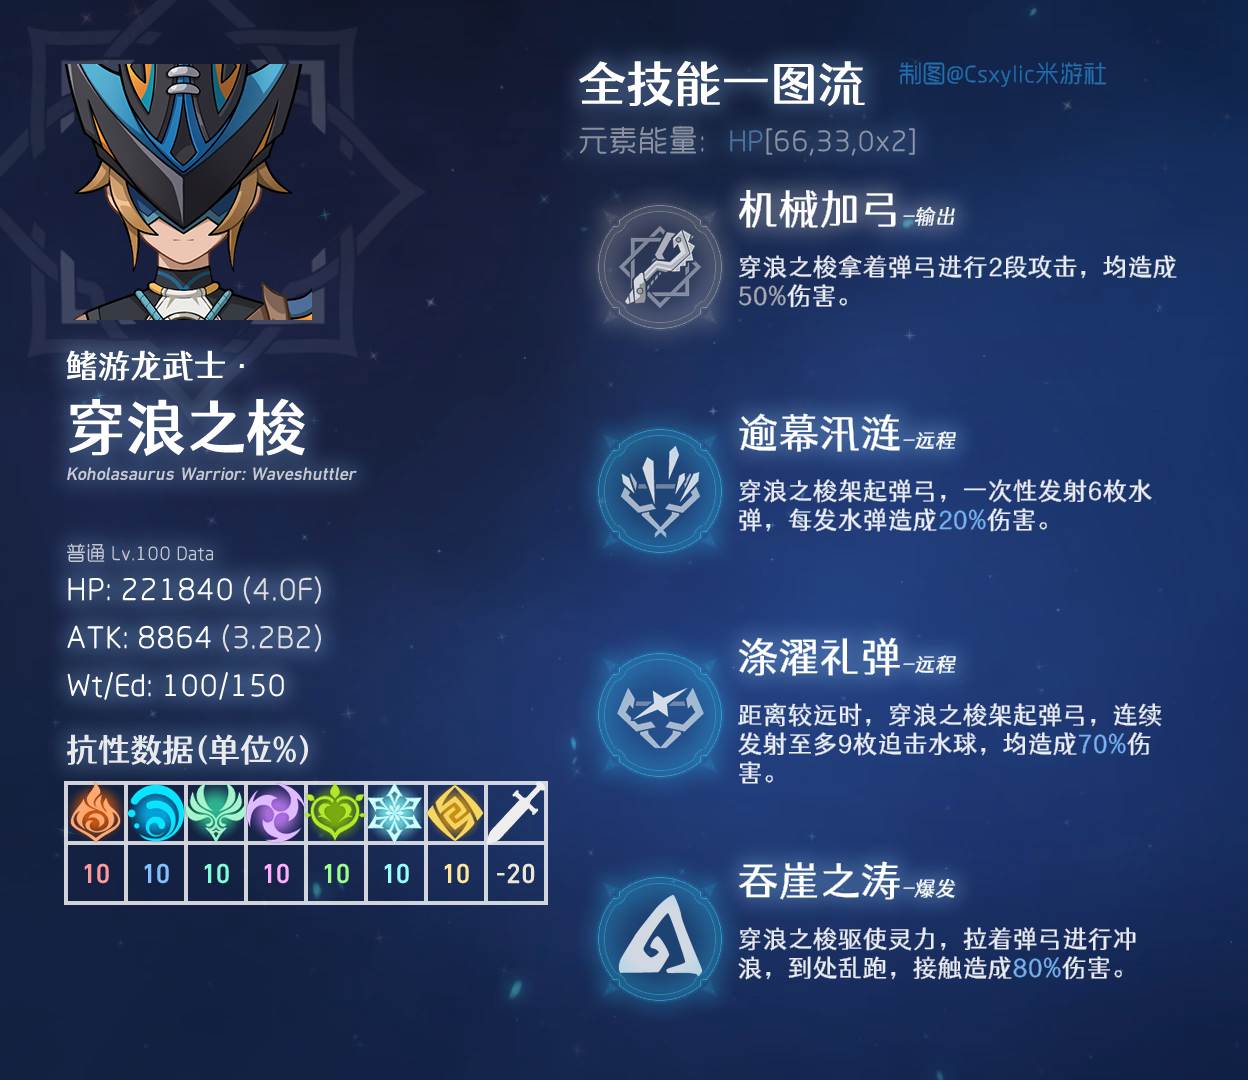 全技能一图流
制图@Csxylic米游社
元素能量: HP[66,33,0x2]
机械加弓-输出
穿浪之梭拿着弹弓进行2段攻击，均造成
50%伤害。
鳍游龙武士·
穿浪之梭
Koholasaurus Warrior: Waveshuttler
逾幕汛涟-远程
穿浪之梭架起弹弓，一次性发射6枚水
弹，每发水弹造成20%伤害。
普通 Lv.100 Data
HP: 221840 (4.0F)
ATK: 8864 (3.2B2)
Wt/Ed: 100/150
涤濯礼弹-远程
距离较远时，穿浪之梭架起弹弓，连续
发射至多9枚迫击水球，均造成70%伤
害。
抗性数据(单位%)
10 10 10 10 10 10 10 -20
吞崖之涛-爆发
穿浪之梭驱使灵力，拉着弹弓进行冲
浪，到处乱跑，接触造成80%伤害。